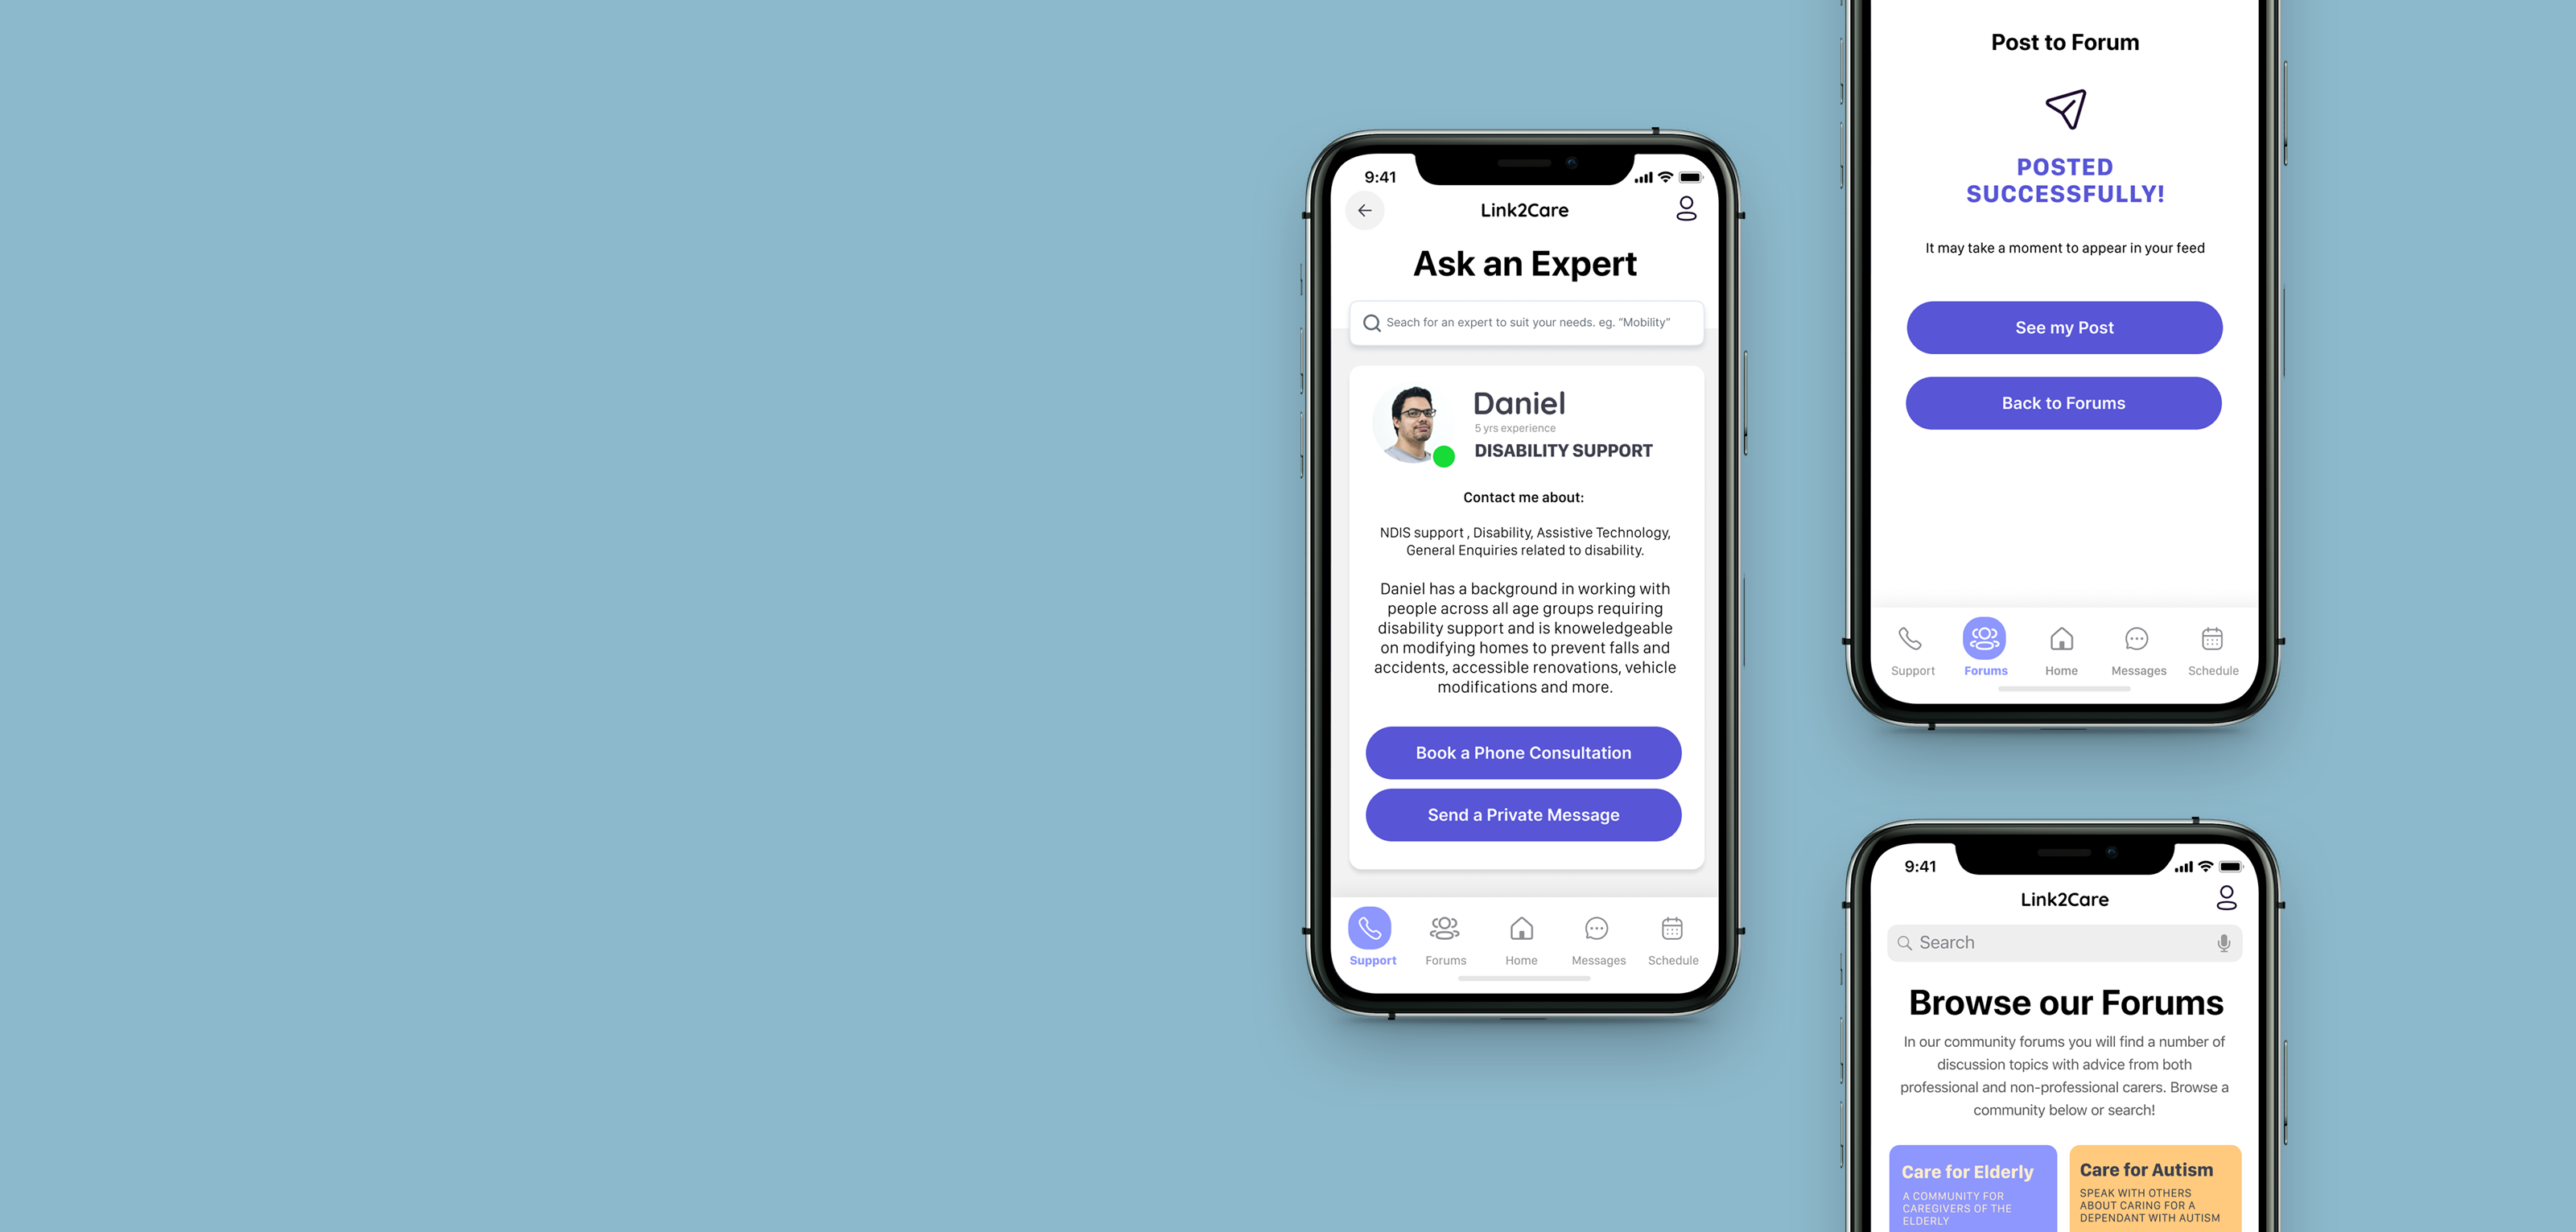 9:41
Link2Care
Ask an Expert
Seach for an expert to suit your needs. eg. “Mobility”
Daniel
5 yrs experience
DISABILITY SUPPORT
Contact me about:
NDIS support , Disability, Assistive Technology,
General Enquiries related to disability.
Daniel has a background in working with
people across all age groups requiring
disability support and is knoweledgeable
on modifying homes to prevent falls and
accidents, accessible renovations, vehicle
modifications and more.
Book a Phone Consultation
Send a Private Message
Support
Forums
Home
Messages
Schedule
Post to Forum
POSTED
SUCCESSFULLY!
It may take a moment to appear in your feed
See my Post
Back to Forums
Support
Forums
Home
Messages
Schedule
9:41
Link2Care
Search
Browse our Forums
In our community forums you will find a number of
discussion topics with advice from both
professional and non-professional carers. Browse a
community below or search!
Care for Elderly
A COMMUNITY FOR
CAREGIVERS OF THE
ELDERLY
Care for Autism
SPEAK WITH OTHERS
ABOUT CARING FOR A
DEPENDANT WITH AUTISM